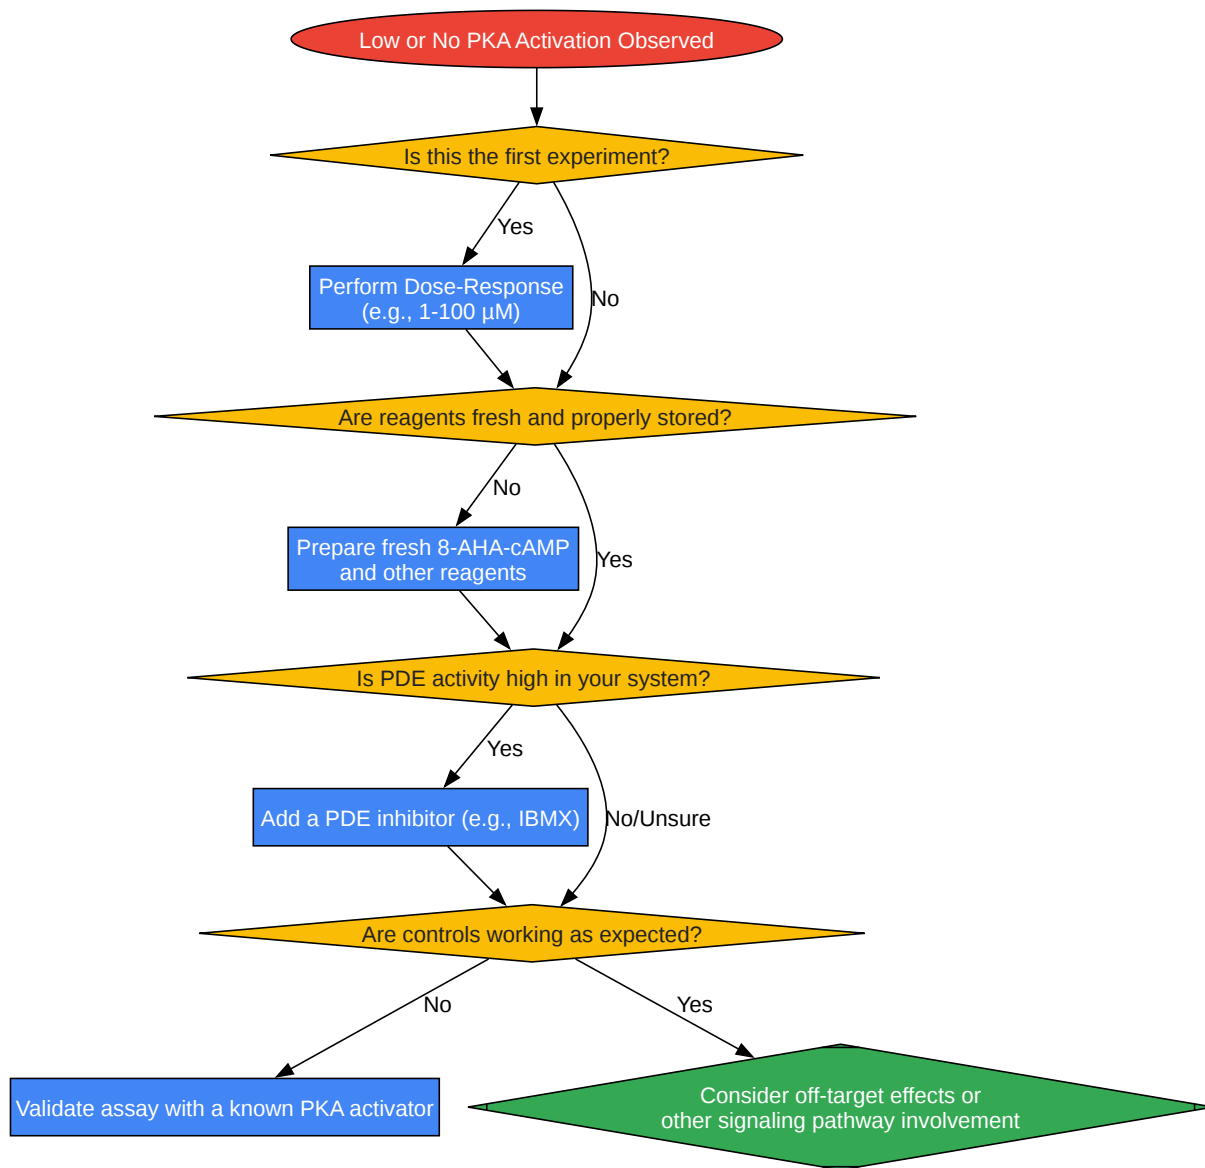 Low or No PKA Activation Observed
Is this the first experiment?
Yes
Perform Dose-Response
(e.g., 1-100 µM)
No
Are reagents fresh and properly stored?
No
Prepare fresh 8-AHA-cAMP
and other reagents
Yes
Is PDE activity high in your system?
Yes
Add a PDE inhibitor (e.g., IBMX)
No/Unsure
Are controls working as expected?
No
Yes
Validate assay with a known PKA activator
Consider off-target effects or
other signaling pathway involvement